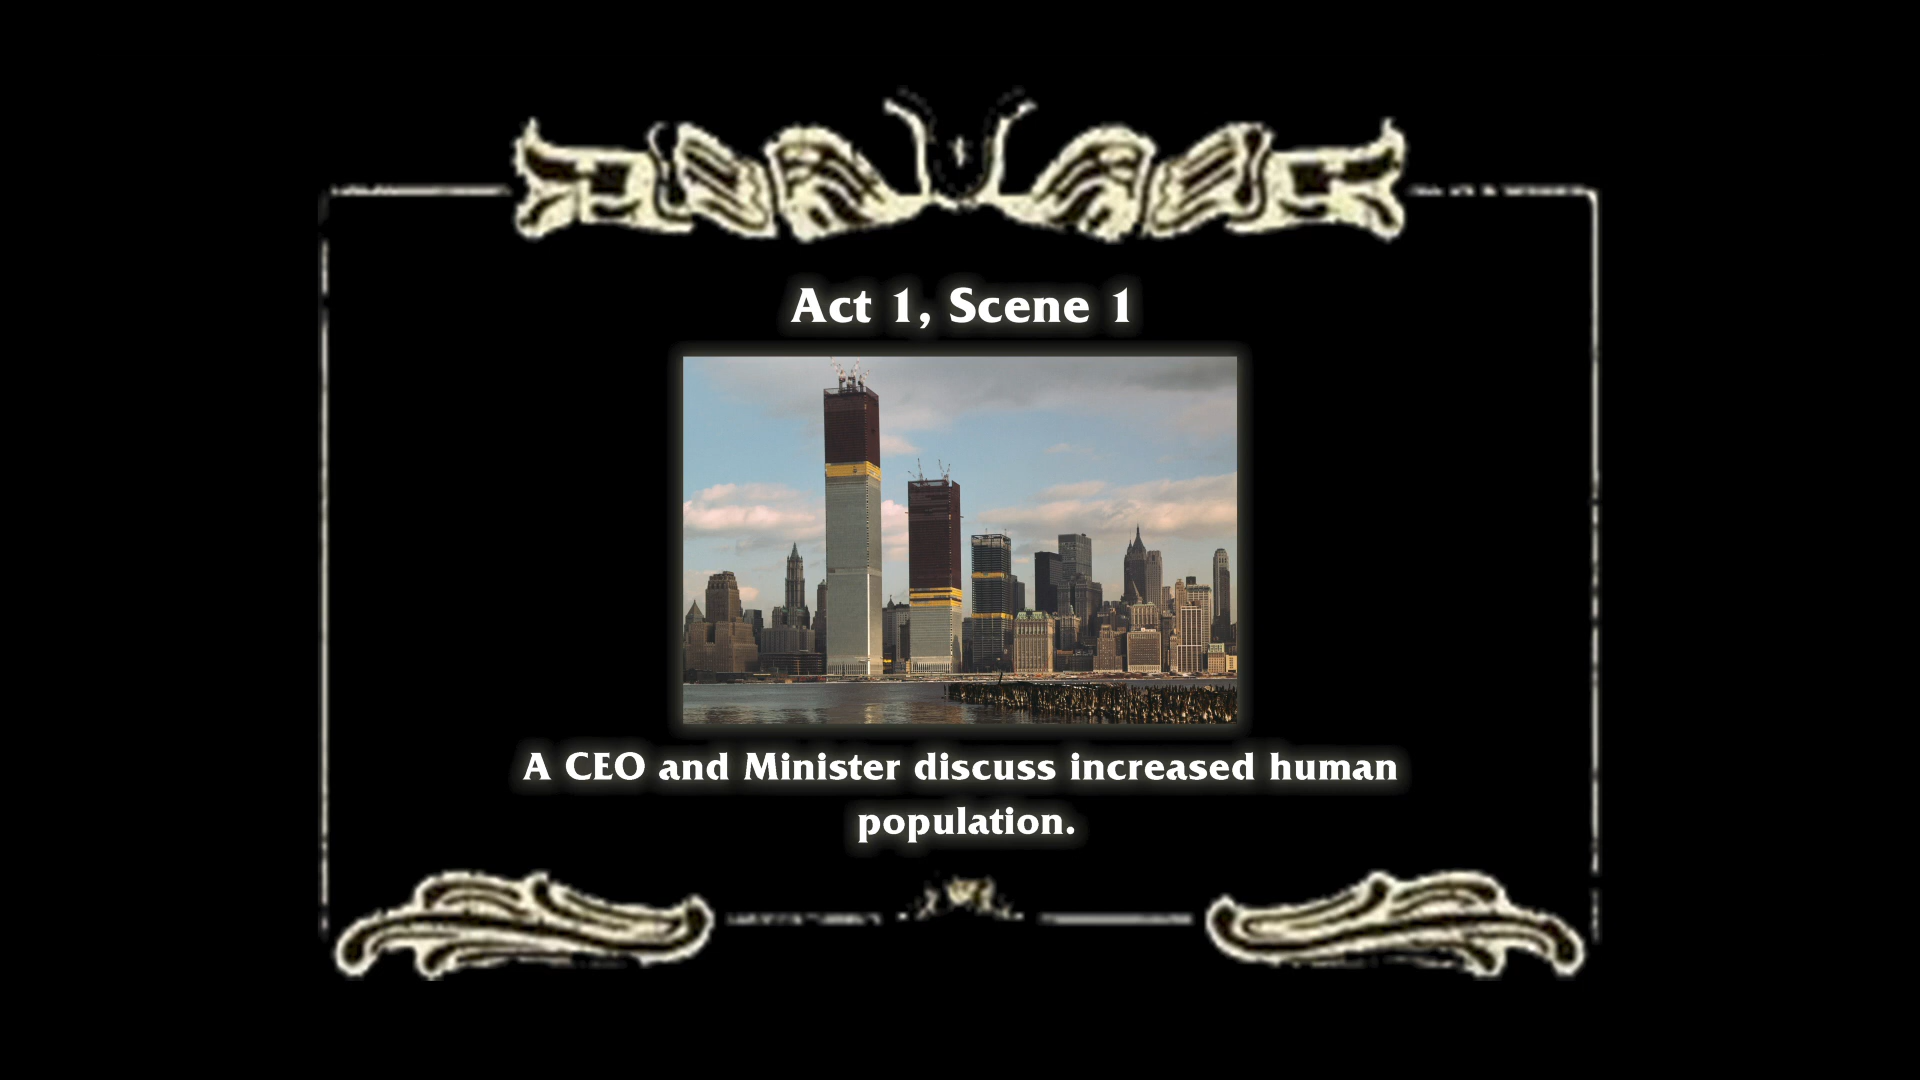 Act 1, Scene 1
A CEO and Minister discuss increased human
population.